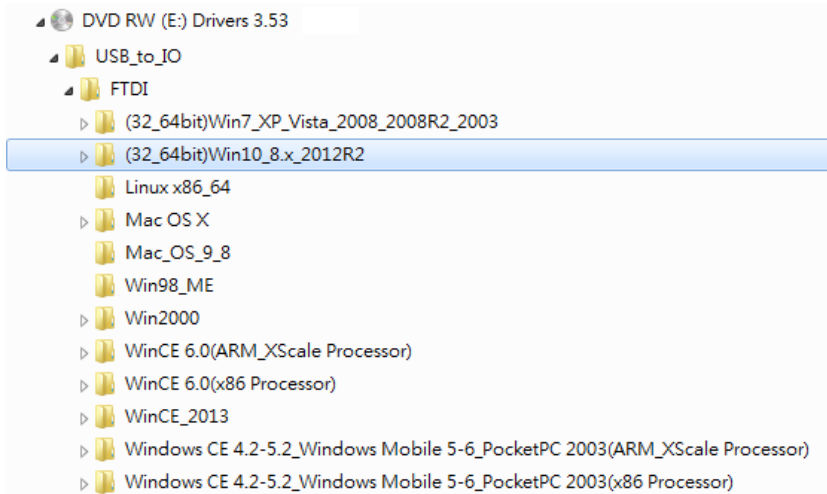 DVD RW (E:) Drivers 3.53
USB_to_IO
FTDI
(32_64bit)Win7_XP_Vista_2008_2008R2_2003
(32_64bit)Win10_8.x_2012R2
Linux x86_64
Mac OS X
Mac_OS_9_8
Win98_ME
Win2000
WinCE 6.0(ARM_XScale Processor)
WinCE 6.0(x86 Processor)
WinCE_2013
Windows CE 4.2-5.2_Windows Mobile 5-6_PocketPC 2003(ARM_XScale Processor)
Windows CE 4.2-5.2_Windows Mobile 5-6_PocketPC 2003(x86 Processor)